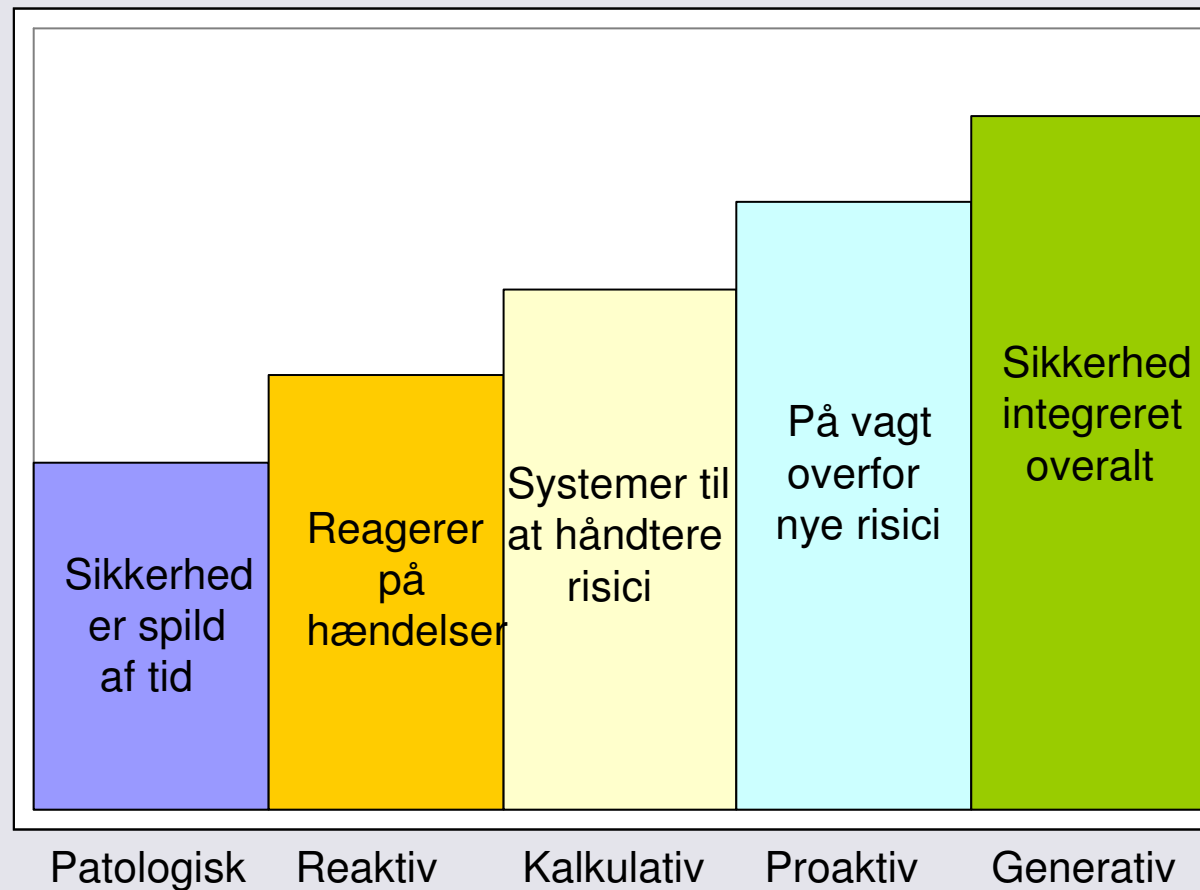 Sikkerhed
er spild
af tid
Reagerer
på
hændelser
Systemer til
at håndtere
risici
På vagt
overfor
nye risici
Sikkerhed
integreret
overalt
Patologisk Reaktiv Kalkulativ Proaktiv Generativ